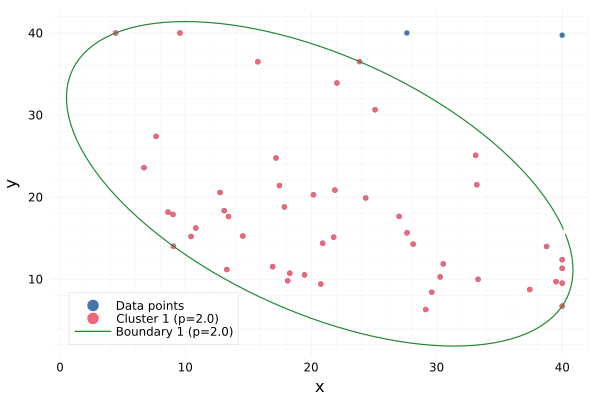 40
30
20
10
y
Data points
Cluster 1 (p=2.0)
Boundary 1 (p=2.0)
0 10 20 30 40
x